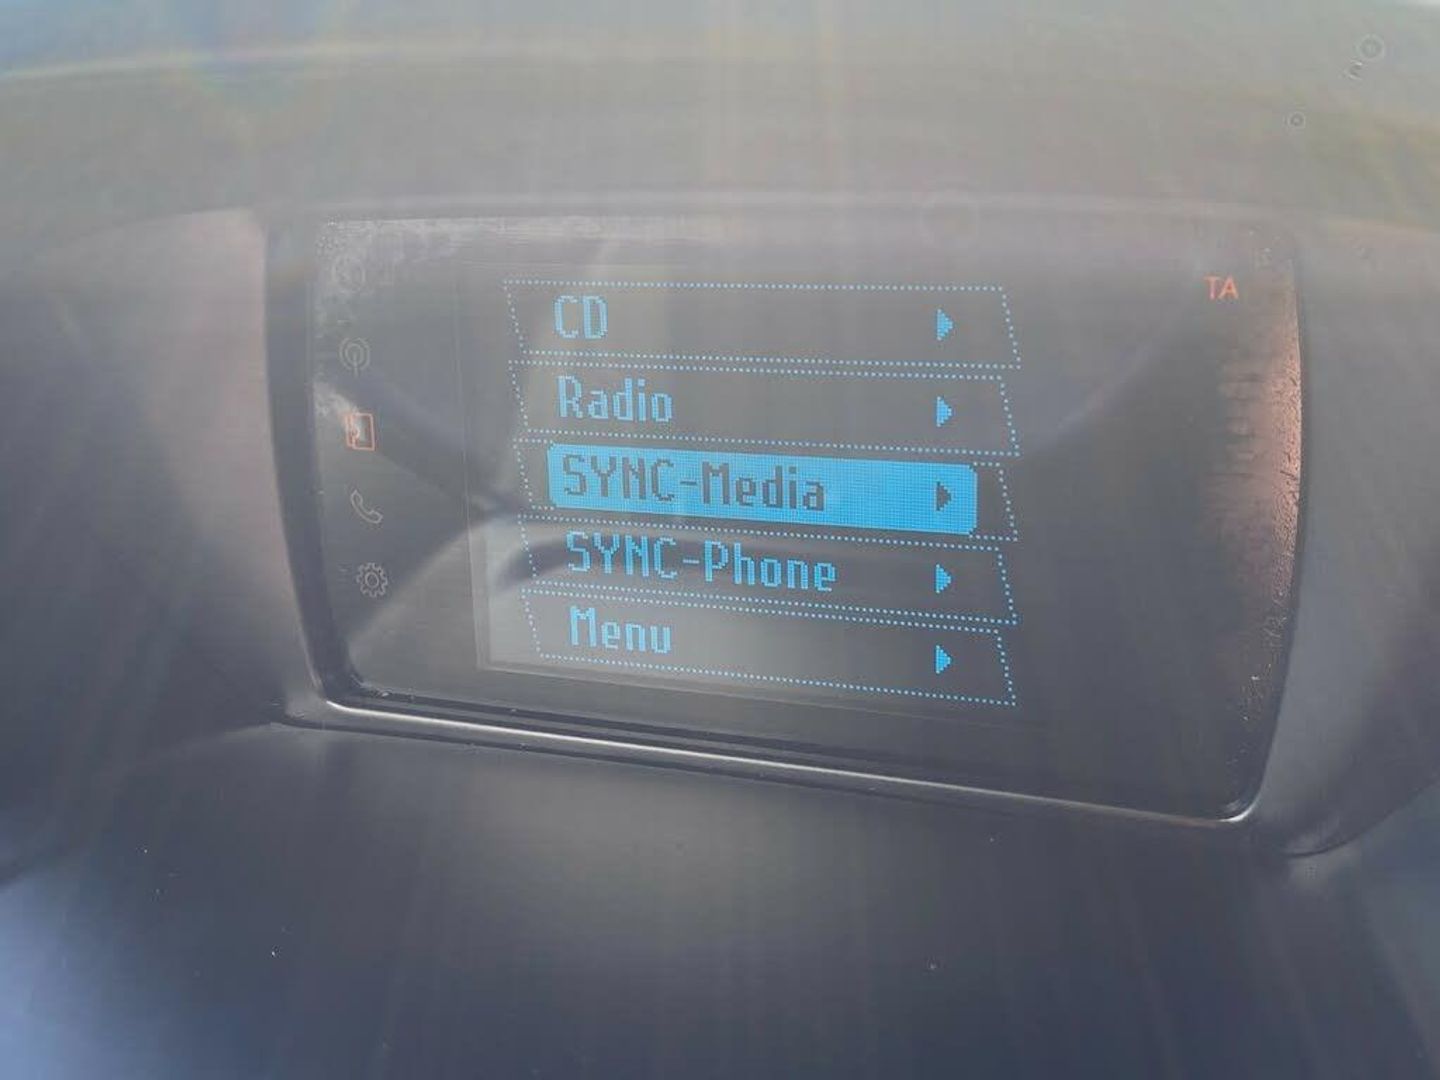 TA
CD
Radio
SYNC-Media
SYNC-Phone
Menu